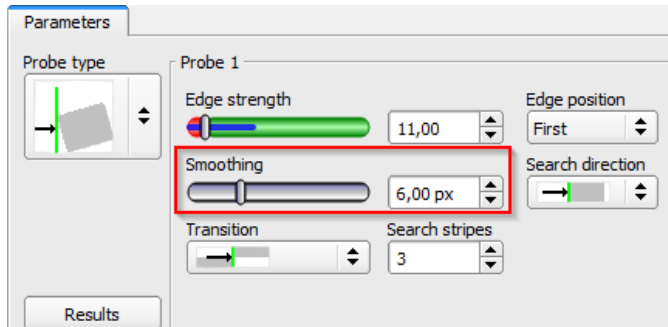 Parameters
Probe type
Probe 1
Edge strength
11,00
Edge position
First
Smoothing
6,00 px
Search direction
Transition
Search stripes
3
Results